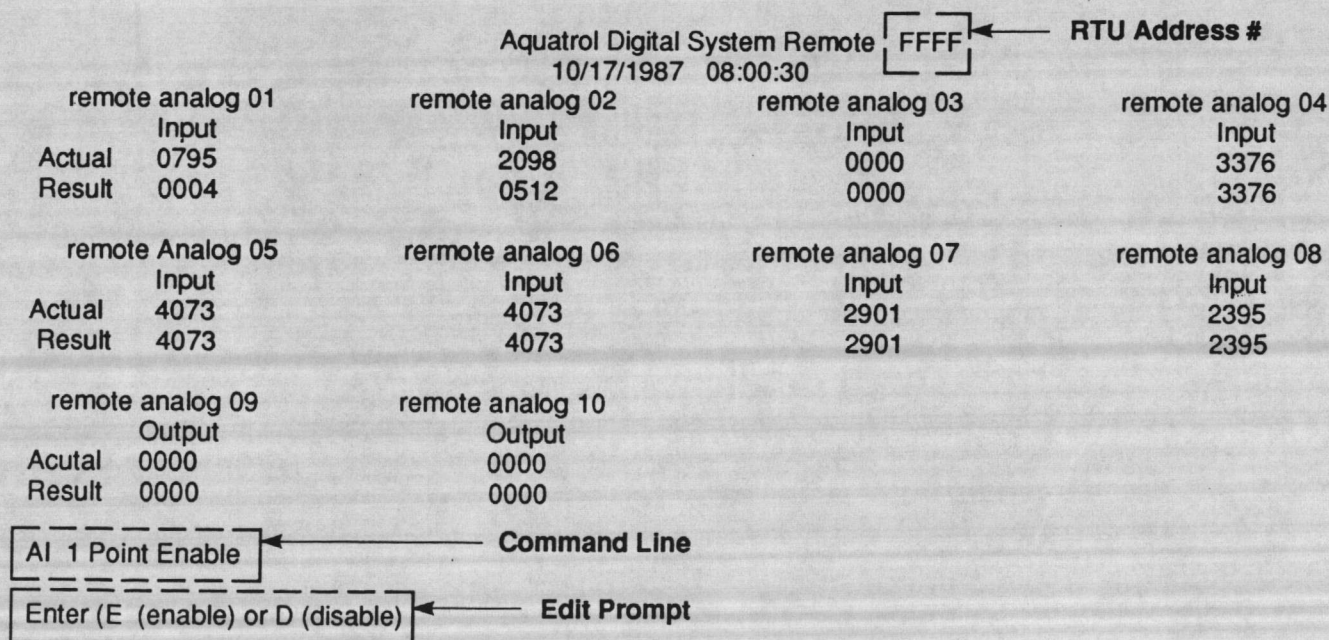 Aquatrol Digital System Remote FFFF RTU Address #
10/17/1987 08:00:30
remote analog 01 remote analog 02 remote analog 03 remote analog 04
Input Input Input Input
Actual 0795 2098 0000 3376
Result 0004 0512 0000 3376
remote Analog 05 rermote analog 06 remote analog 07 remote analog 08
Input Input Input Input
Actual 4073 4073 2901 2395
Result 4073 4073 2901 2395
remote analog 09 remote analog 10
Output Output
Acutal 0000 0000
Result 0000 0000
AI 1 Point Enable Command Line
Enter (E (enable) or D (disable) Edit Prompt